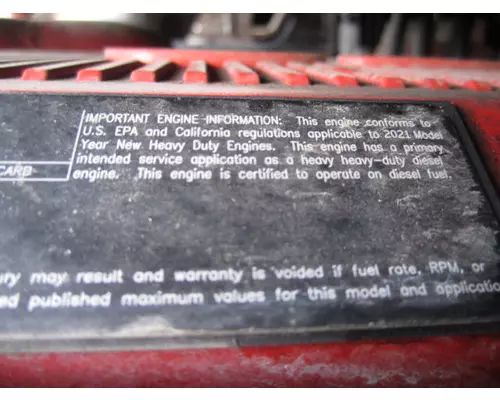 IMPORTANT ENGINE INFORMATION: This engine conforms to
U.S. EPA and California regulations applicable to 2021 Model
Year New Heavy Duty Engines. This engine has a primary
intended service application as a heavy heavy-duty diesel
engine. This engine is certified to operate on diesel fuel.
CARB
ury may result and warranty is voided if fuel rate, RPM, or
ed published maximum values for this model and application